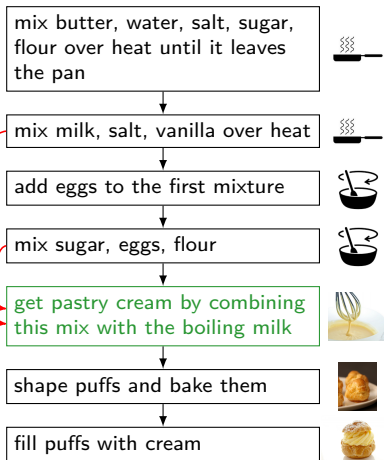 mix butter, water, salt, sugar,
flour over heat until it leaves
the pan
mix milk, salt, vanilla over heat
add eggs to the first mixture
mix sugar, eggs, flour
get pastry cream by combining
this mix with the boiling milk
shape puffs and bake them
fill puffs with cream